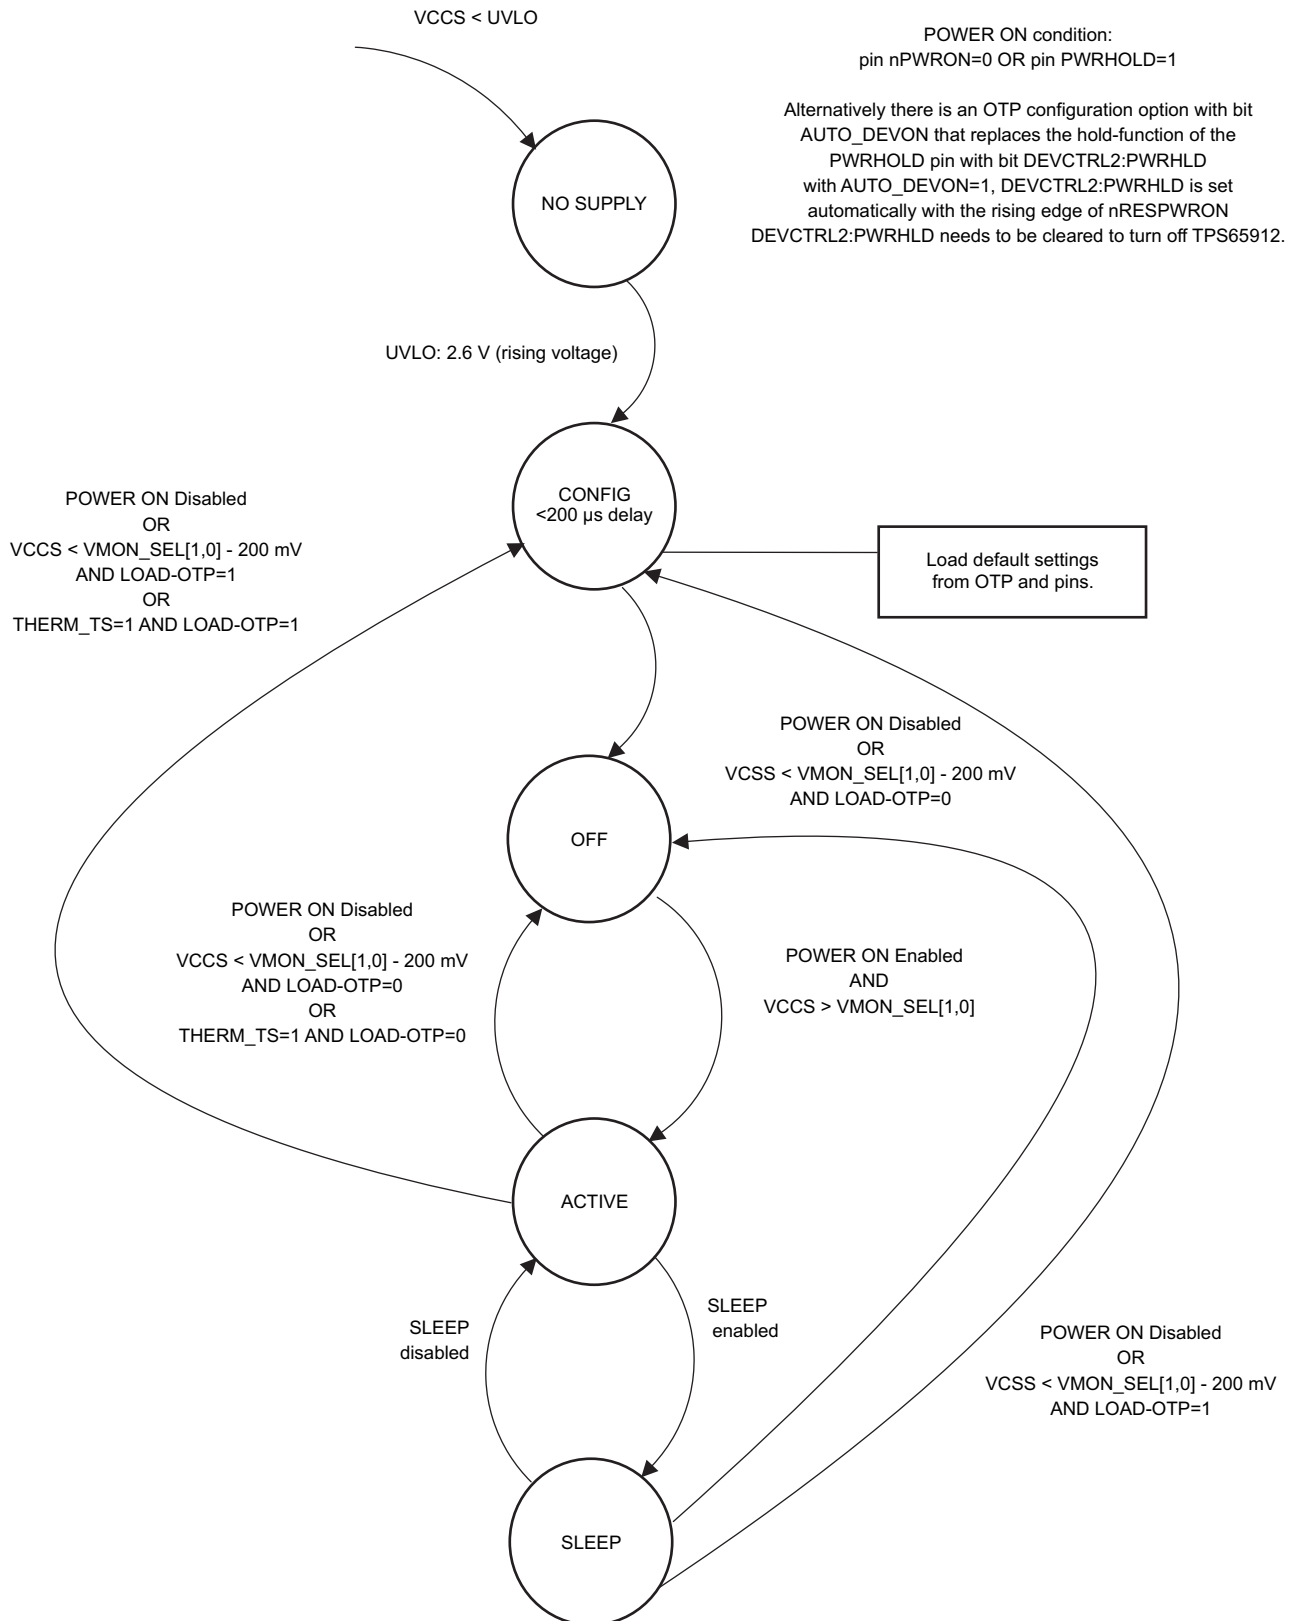 VCCS < UVLO
POWER ON condition:
pin nPWRON=0 OR pin PWRHOLD=1
Alternatively there is an OTP configuration option with bit
AUTO_DEVON that replaces the hold-function of the
PWRHOLD pin with bit DEVCTRL2:PWRHLD
with AUTO_DEVON=1, DEVCTRL2:PWRHLD is set
automatically with the rising edge of nRESPWRON
DEVCTRL2:PWRHLD needs to be cleared to turn off TPS65912.
NO SUPPLY
UVLO: 2.6 V (rising voltage)
CONFIG
<200 µs delay
POWER ON Disabled
OR
VCCS < VMON_SEL[1,0] - 200 mV
AND LOAD-OTP=1
OR
THERM_TS=1 AND LOAD-OTP=1
Load default settings
from OTP and pins.
POWER ON Disabled
OR
VCSS < VMON_SEL[1,0] - 200 mV
AND LOAD-OTP=0
OFF
POWER ON Disabled
OR
VCCS < VMON_SEL[1,0] - 200 mV
AND LOAD-OTP=0
OR
THERM_TS=1 AND LOAD-OTP=0
POWER ON Enabled
AND
VCCS > VMON_SEL[1,0]
ACTIVE
SLEEP
disabled
SLEEP
enabled
POWER ON Disabled
OR
VCSS < VMON_SEL[1,0] - 200 mV
AND LOAD-OTP=1
SLEEP